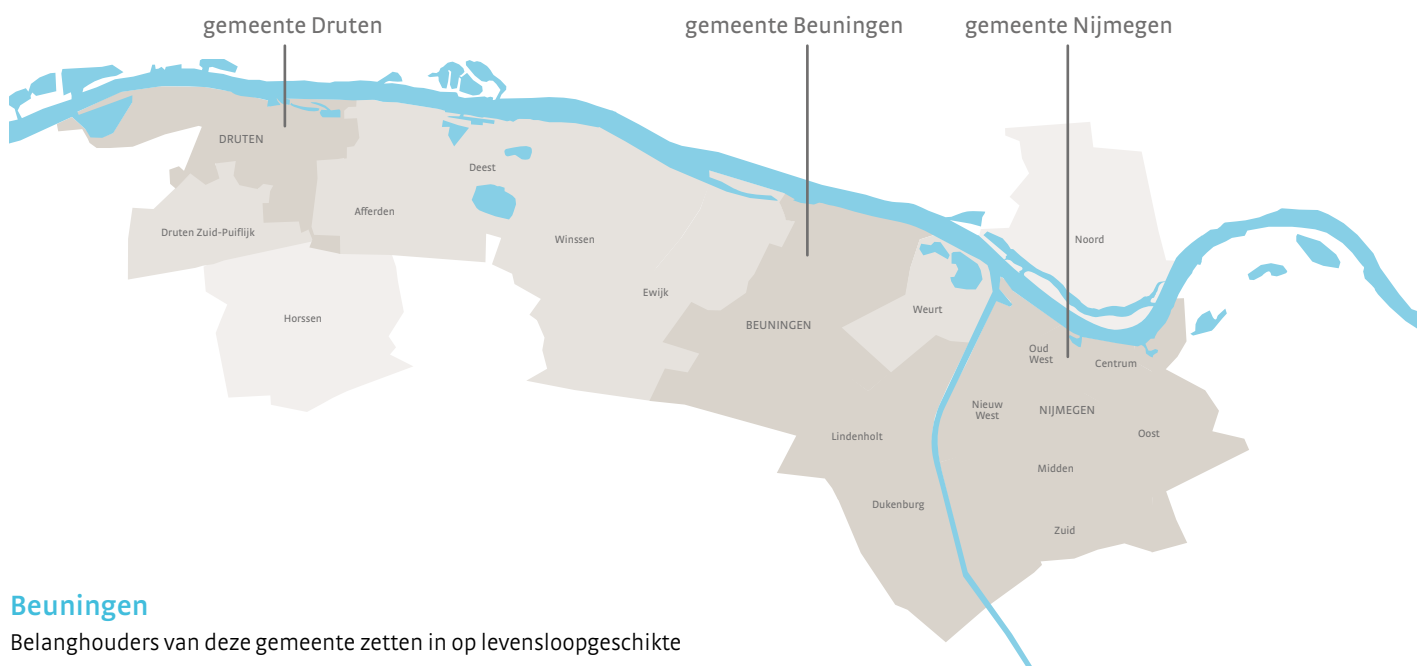 gemeente Druten
gemeente Beuningen
gemeente Nijmegen
DRUTEN
Deest
Afferden
Druten Zuid-Puiflijk
Winssen
Noord
Ewijk
Horssen
Weurt
BEUNINGEN
Oud
West
Centrum
Nieuw
West
NIJMEGEN
Lindenholt
Oost
Midden
Dukenburg
Zuid
Beuningen
Belanghouders van deze gemeente zetten in op levensloopgeschikte